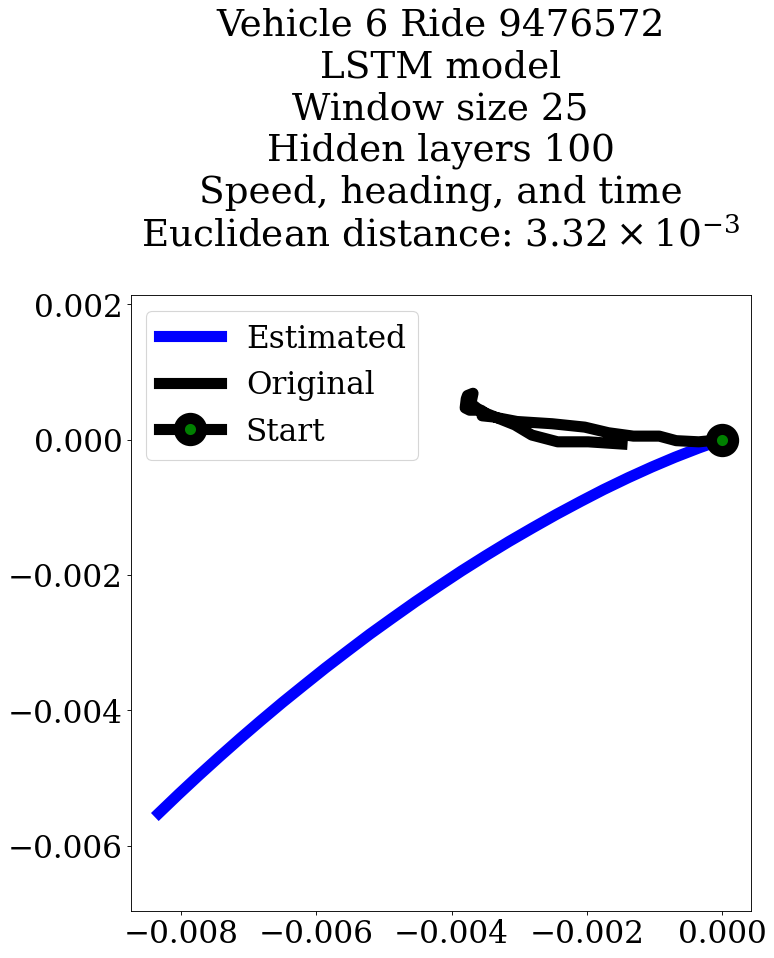 Vehicle 6 Ride 9476572
LSTM model
Window size 25
Hidden layers 100
Speed, heading, and time
Euclidean distance: 3.32 × 10⁻³
0.002
0.000
−0.002
−0.004
−0.006
Estimated
Original
Start
−0.008 −0.006 −0.004 −0.002 0.000